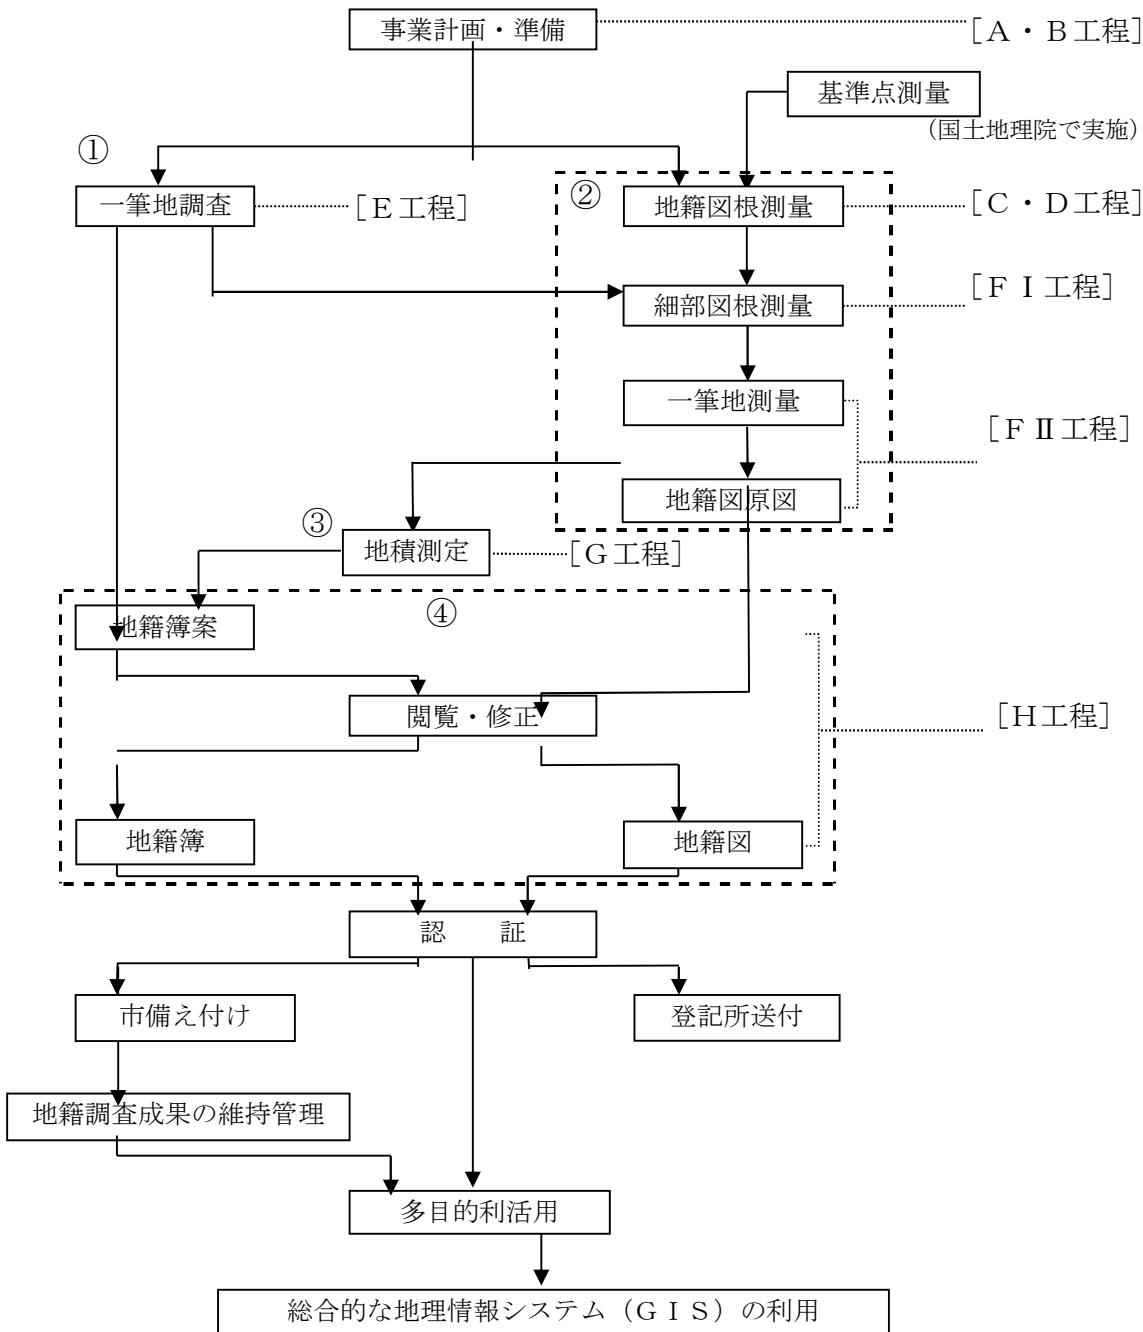 事業計画・準備
［Ａ・Ｂ工程］
基準点測量
（国土地理院で実施）
①
一筆地調査
［Ｅ工程］
②
地籍図根測量
［Ｃ・Ｄ工程］
細部図根測量
［ＦⅠ工程］
一筆地測量
［ＦⅡ工程］
地籍図原図
③
地積測定
［Ｇ工程］
④
地籍簿案
閲覧・修正
［Ｈ工程］
地籍簿
地籍図
認　　証
市備え付け
登記所送付
地籍調査成果の維持管理
多目的利活用
総合的な地理情報システム（ＧＩＳ）の利用